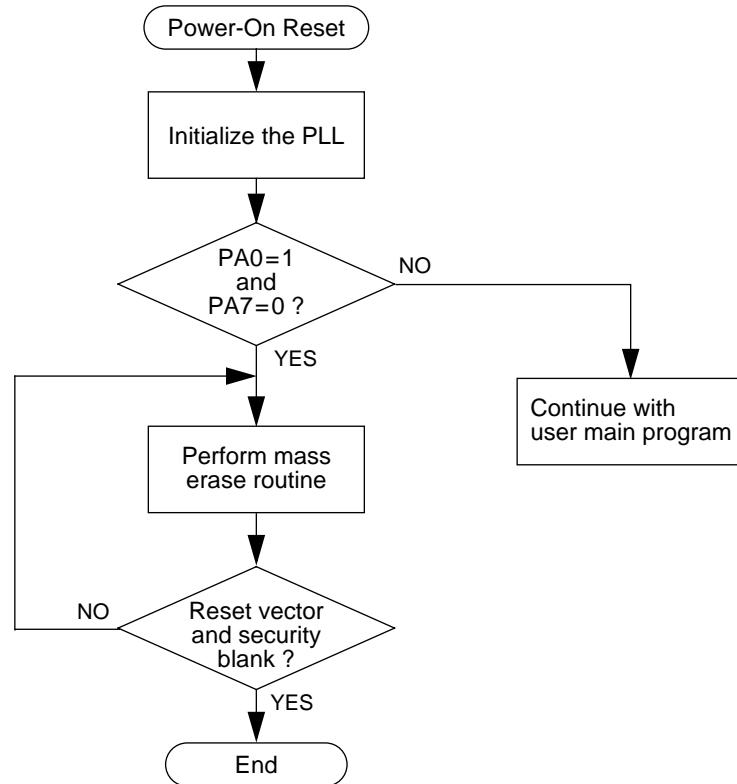 Power-On Reset
Initialize the PLL
PA0=1
and
PA7=0 ?
NO
YES
Continue with
user main program
Perform mass
erase routine
NO
Reset vector
and security
blank ?
YES
End